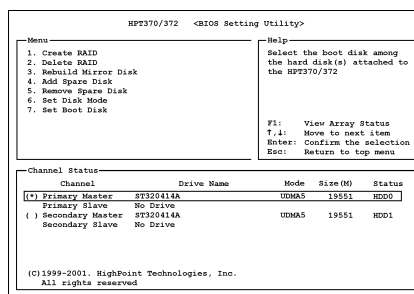 HPT370/372 <BIOS Setting Utility>
Menu
1. Create RAID
2. Delete RAID
3. Rebuild Mirror Disk
4. Add Spare Disk
5. Remove Spare Disk
6. Set Disk Mode
7. Set Boot Disk
Help
Select the boot disk among
the hard disk(s) attached to
the HPT370/372
F1: View Array Status
↑,↓: Move to next item
Enter: Confirm the selection
Esc: Return to top menu
Channel Status
Channel Drive Name Mode Size(M) Status
(*) Primary Master ST320414A UDMA5 19551 HDD0
Primary Slave No Drive
( ) Secondary Master ST320414A UDMA5 19551 HDD1
Secondary Slave No Drive
(C)1999-2001. HighPoint Technologies, Inc.
All rights reserved